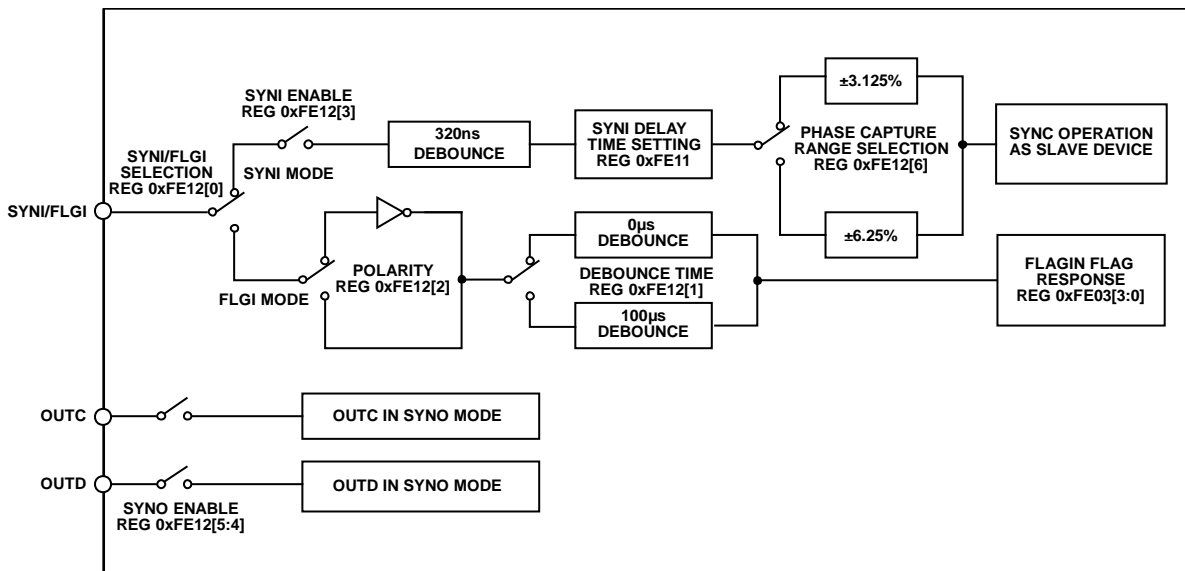 SYNI/FLGI
SYNI/FLGI
SELECTION
REG 0xFE12[0]
SYNI ENABLE
REG 0xFE12[3]
SYNI MODE
320ns
DEBOUNCE
SYNI DELAY
TIME SETTING
REG 0xFE11
±3.125%
PHASE CAPTURE
RANGE SELECTION
REG 0xFE12[6]
±6.25%
SYNC OPERATION
AS SLAVE DEVICE
FLGI MODE
POLARITY
REG 0xFE12[2]
0µs
DEBOUNCE
DEBOUNCE TIME
REG 0xFE12[1]
100µs
DEBOUNCE
FLAGIN FLAG
RESPONSE
REG 0xFE03[3:0]
OUTC
OUTC IN SYNO MODE
OUTD
OUTD IN SYNO MODE
SYNO ENABLE
REG 0xFE12[5:4]